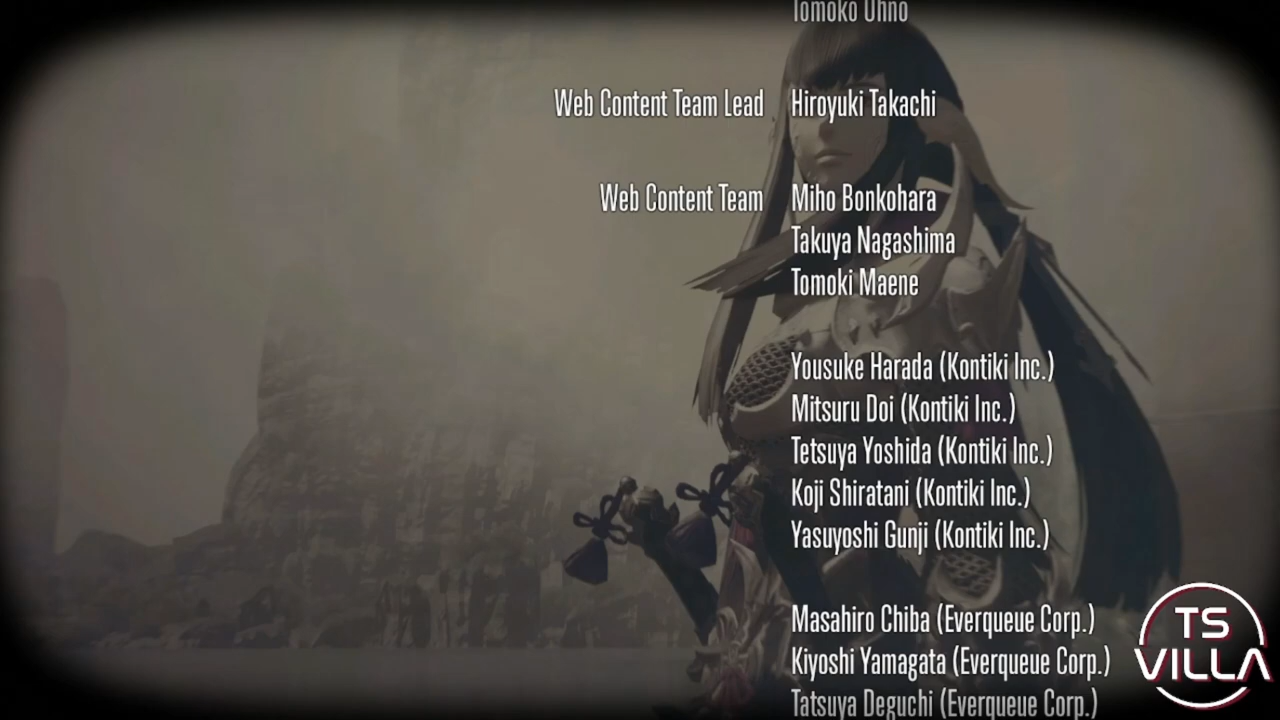 Tomoko Ohno
Web Content Team Lead Hiroyuki Takachi
Web Content Team Miho Bonkohara
Takuya Nagashima
Tomoki Maene
Yousuke Harada (Kontiki Inc.)
Mitsuru Doi (Kontiki Inc.)
Tetsuya Yoshida (Kontiki Inc.)
Koji Shiratani (Kontiki Inc.)
Yasuyoshi Gunji (Kontiki Inc.)
Masahiro Chiba (Everqueue Corp.)
Kiyoshi Yamagata (Everqueue Corp.)
Tatsuya Deguchi (Everqueue Corp.)
TS
VILLA